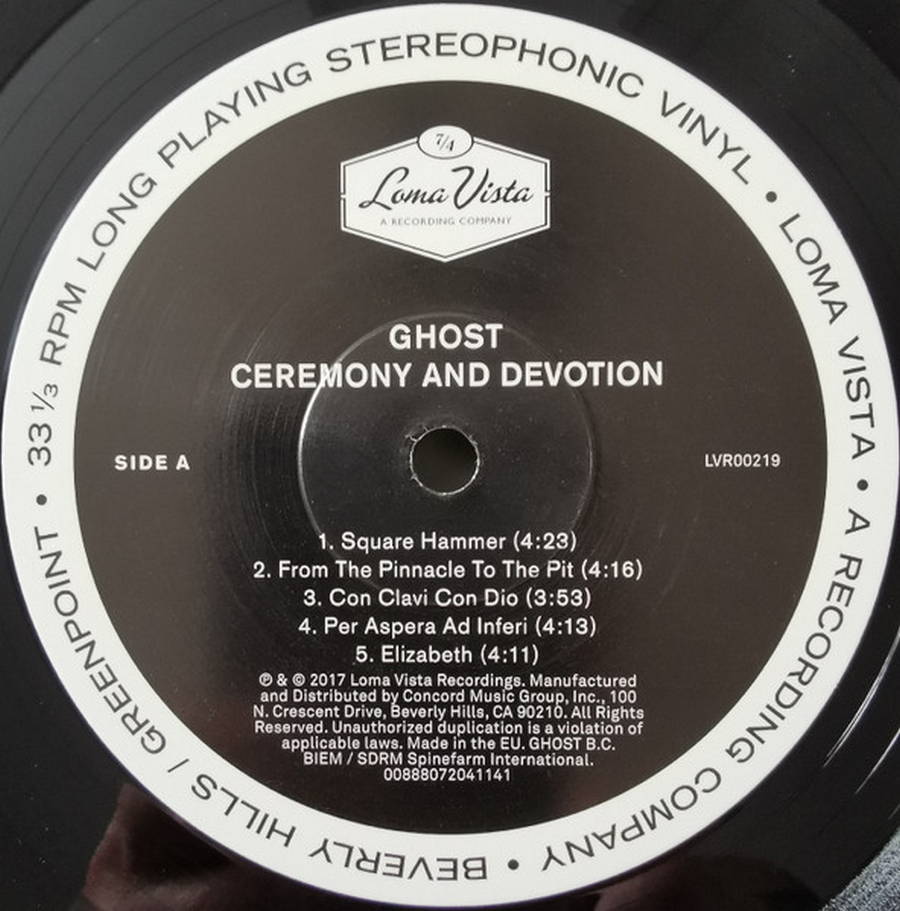 33 1/3 RPM LONG PLAYING STEREOPHONIC VINYL • LOMA VISTA • A RECORDING COMPANY • BEVERLY HILLS / GREENPOINT •
7/4
Loma Vista
A RECORDING COMPANY
GHOST
CEREMONY AND DEVOTION
SIDE A
LVR00219
1. Square Hammer (4:23)
2. From The Pinnacle To The Pit (4:16)
3. Con Clavi Con Dio (3:53)
4. Per Aspera Ad Inferi (4:13)
5. Elizabeth (4:11)
℗ & © 2017 Loma Vista Recordings. Manufactured
and Distributed by Concord Music Group, Inc., 100
N. Crescent Drive, Beverly Hills, CA 90210. All Rights
Reserved. Unauthorized duplication is a violation of
applicable laws. Made in the EU. GHOST B.C.
BIEM / SDRM Spinefarm International.
00888072041141